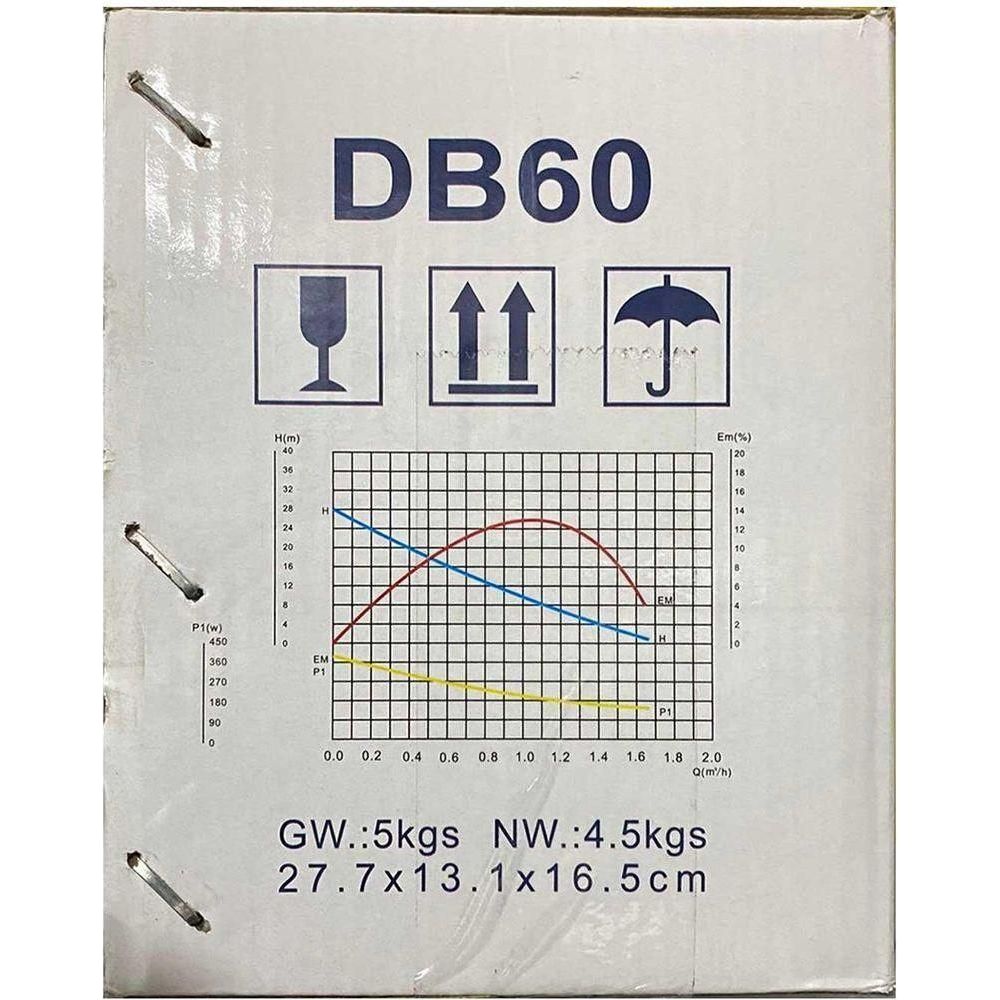 DB60
H(m)
Em(%)
40
36
32
28
24
20
16
12
8
4
0
20
18
16
14
12
10
8
6
4
2
0
H
EM
H
P1(w)
450
360
270
180
90
0
EM
P1
P1
0.0 0.2 0.4 0.6 0.8 1.0 1.2 1.4 1.6 1.8 2.0
Q(m³/h)
GW.:5kgs NW.:4.5kgs
27.7x13.1x16.5cm